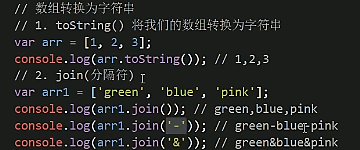 // 数组转换为字符串
// 1. toString() 将我们的数组转换为字符串
var arr = [1, 2, 3];
console.log(arr.toString()); // 1,2,3
// 2. join(分隔符)
var arr1 = ['green', 'blue', 'pink'];
console.log(arr1.join()); // green,blue,pink
console.log(arr1.join('-')); // green-blue-pink
console.log(arr1.join('&')); // green&blue&pink